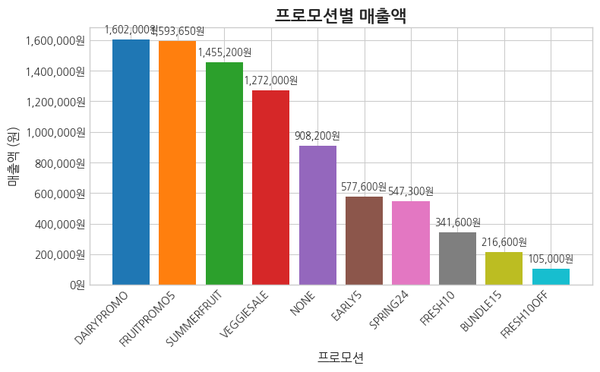 프로모션별 매출액
1,602,000원
1,593,650원
1,455,200원
1,272,000원
908,200원
577,600원
547,300원
341,600원
216,600원
105,000원
매출액 (원)
1,600,000원
1,400,000원
1,200,000원
1,000,000원
800,000원
600,000원
400,000원
200,000원
0원
DAIRYPROMO
FRUITPROMO5
SUMMERFRUIT
VEGGIESALE
NONE
EARLY5
SPRING24
FRESH10
BUNDLE15
FRESH10OFF
프로모션